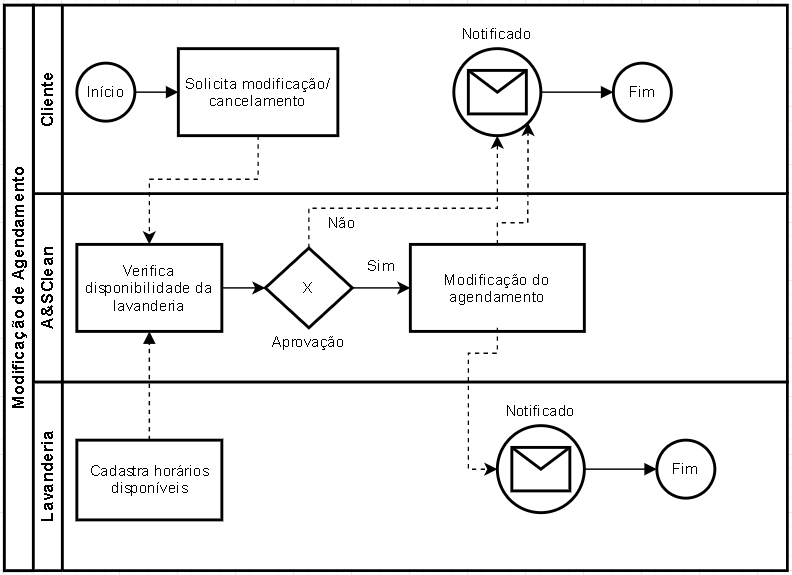 Modificação de Agendamento
Cliente
Início
Solicita modificação/
cancelamento
Notificado
Fim
A&SClean
Verifica
disponibilidade da
lavanderia
X
Aprovação
Não
Sim
Modificação do
agendamento
Lavanderia
Cadastra horários
disponíveis
Notificado
Fim